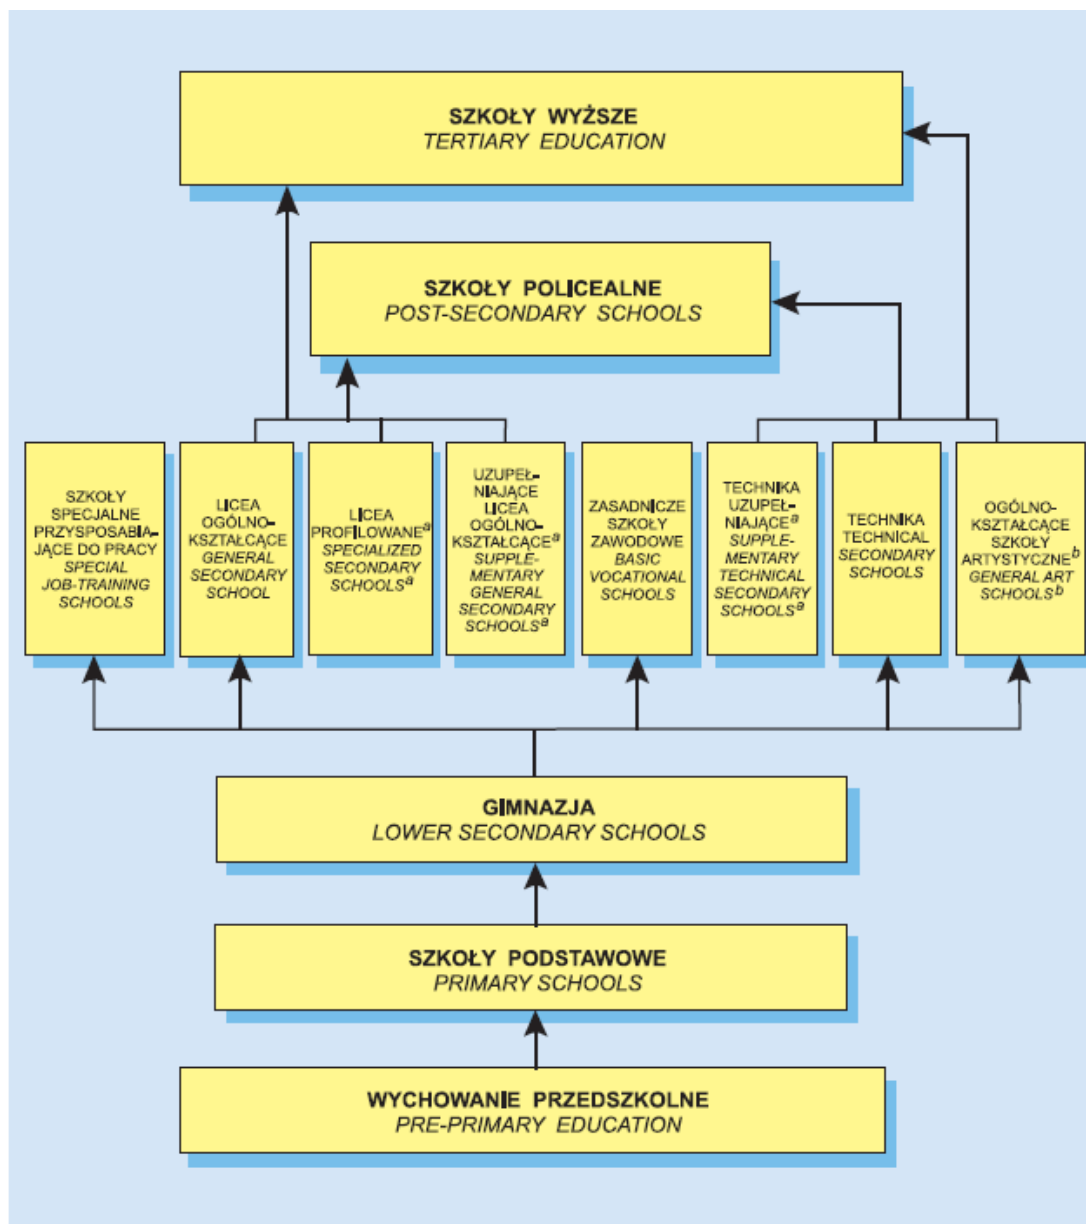 SZKOŁY WYŻSZE
TERTIARY EDUCATION
SZKOŁY POLICEALNE
POST-SECONDARY SCHOOLS
SZKOŁY
SPECJALNE
PRZYSPOSABIA-
JĄCE DO PRACY
SPECIAL
JOB-TRAINING
SCHOOLS
LICEA
OGÓLNO-
KSZTAŁCĄCE
GENERAL
SECONDARY
SCHOOL
LICEA
PROFILOWANEᵃ
SPECIALIZED
SECONDARY
SCHOOLSᵃ
UZUPEŁ-
NIAJĄCE
LICEA
OGÓLNO-
KSZTAŁCĄCEᵃ
SUPPLE-
MENTARY
GENERAL
SECONDARY
SCHOOLSᵃ
ZASADNICZE
SZKOŁY
ZAWODOWE
BASIC
VOCATIONAL
SCHOOLS
TECHNIKA
UZUPEŁ-
NIAJĄCEᵃ
SUPPLE-
MENTARY
TECHNICAL
SECONDARY
SCHOOLSᵃ
TECHNIKA
TECHNICAL
SECONDARY
SCHOOLS
OGÓLNO-
KSZTAŁCĄCE
SZKOŁY
ARTYSTYCZNEᵇ
GENERAL ART
SCHOOLSᵇ
GIMNAZJA
LOWER SECONDARY SCHOOLS
SZKOŁY PODSTAWOWE
PRIMARY SCHOOLS
WYCHOWANIE PRZEDSZKOLNE
PRE-PRIMARY EDUCATION